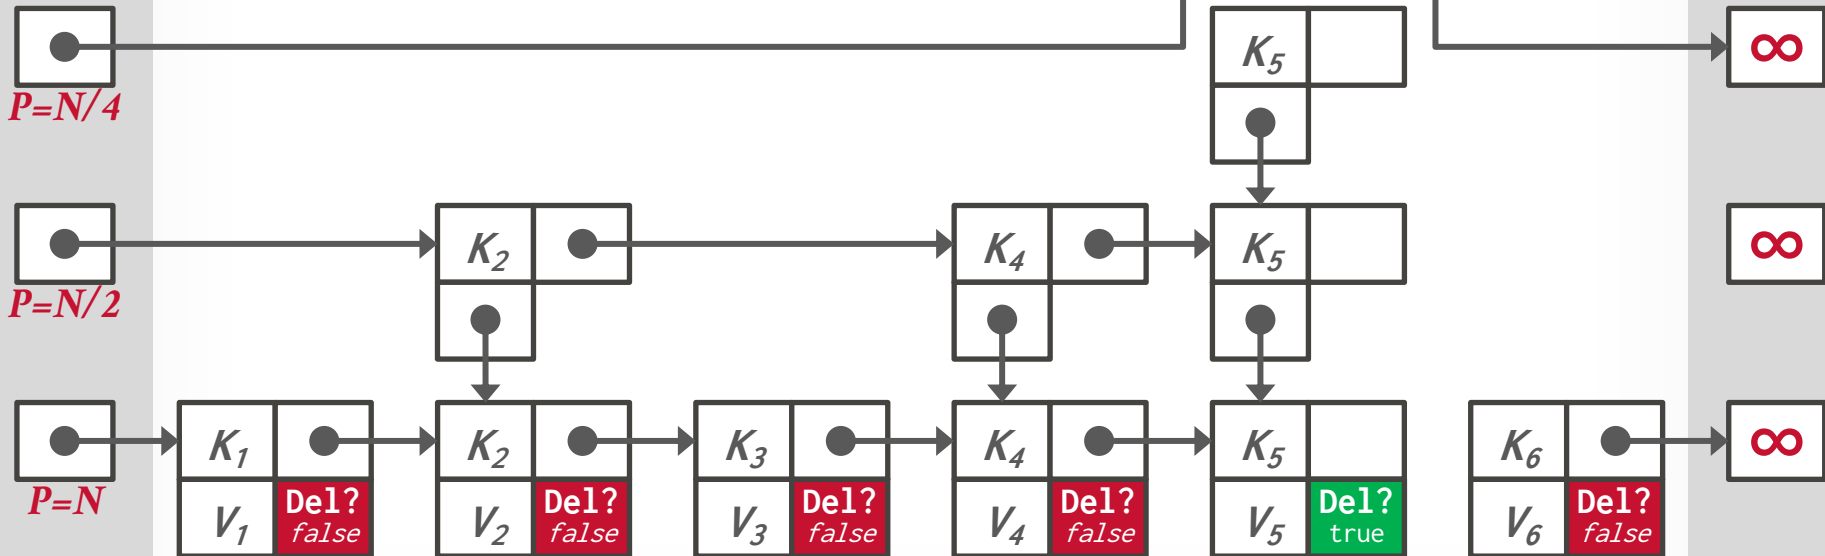 K5 ∞
P=N/4
K2 K4 K5 ∞
P=N/2
K1 K2 K3 K4 K5 K6 ∞
P=N
V1 Del? false V2 Del? false V3 Del? false V4 Del? false V5 Del? true V6 Del? false